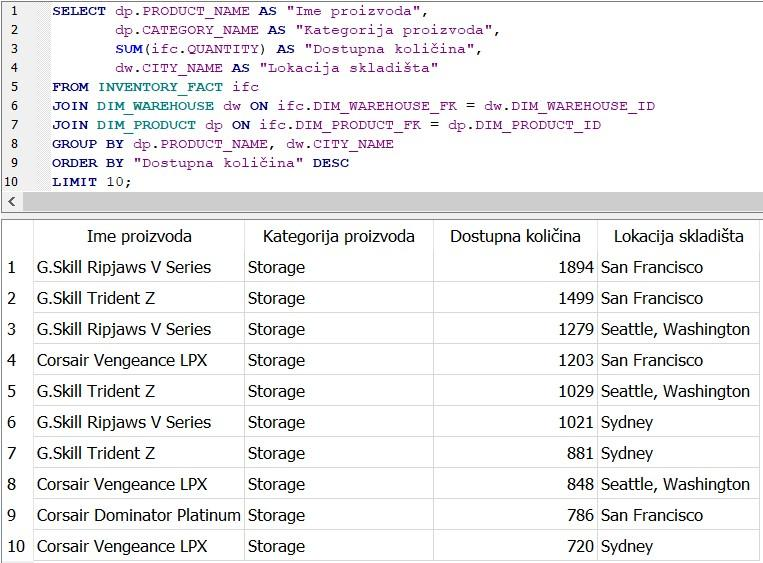 1 SELECT dp.PRODUCT_NAME AS "Ime proizvoda",
2 dp.CATEGORY_NAME AS "Kategorija proizvoda",
3 SUM(ifc.QUANTITY) AS "Dostupna količina",
4 dw.CITY_NAME AS "Lokacija skladišta"
5 FROM INVENTORY_FACT ifc
6 JOIN DIM_WAREHOUSE dw ON ifc.DIM_WAREHOUSE_FK = dw.DIM_WAREHOUSE_ID
7 JOIN DIM_PRODUCT dp ON ifc.DIM_PRODUCT_FK = dp.DIM_PRODUCT_ID
8 GROUP BY dp.PRODUCT_NAME, dw.CITY_NAME
9 ORDER BY "Dostupna količina" DESC
10 LIMIT 10;
Ime proizvoda Kategorija proizvoda Dostupna količina Lokacija skladišta
1 G.Skill Ripjaws V Series Storage 1894 San Francisco
2 G.Skill Trident Z Storage 1499 San Francisco
3 G.Skill Ripjaws V Series Storage 1279 Seattle, Washington
4 Corsair Vengeance LPX Storage 1203 San Francisco
5 G.Skill Trident Z Storage 1029 Seattle, Washington
6 G.Skill Ripjaws V Series Storage 1021 Sydney
7 G.Skill Trident Z Storage 881 Sydney
8 Corsair Vengeance LPX Storage 848 Seattle, Washington
9 Corsair Dominator Platinum Storage 786 San Francisco
10 Corsair Vengeance LPX Storage 720 Sydney